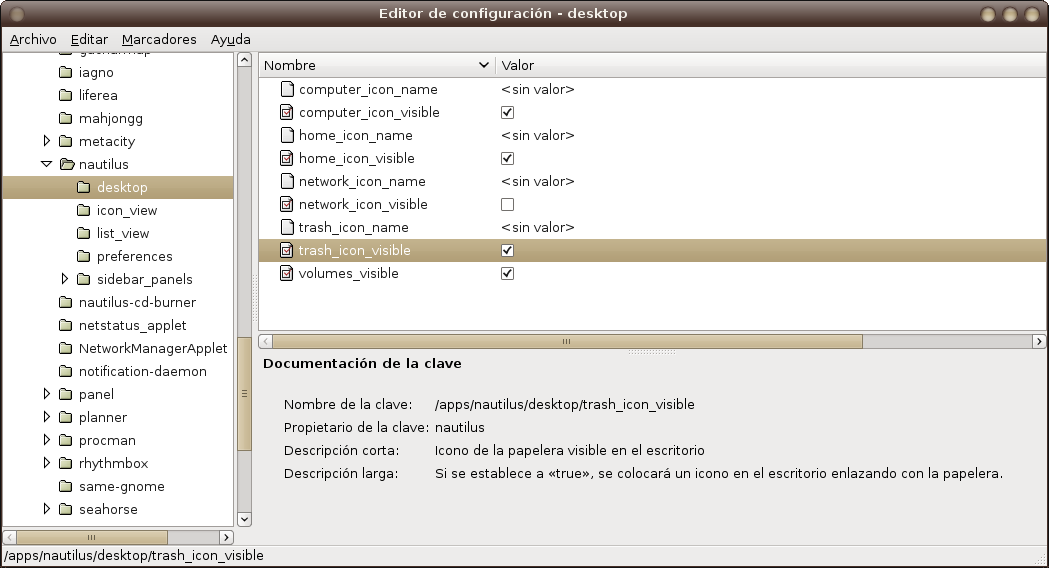 Editor de configuración - desktop
Archivo Editar Marcadores Ayuda
iagno
liferea
mahjongg
metacity
nautilus
desktop
icon_view
list_view
preferences
sidebar_panels
nautilus-cd-burner
netstatus_applet
NetworkManagerApplet
notification-daemon
panel
planner
procman
rhythmbox
same-gnome
seahorse
Nombre Valor
computer_icon_name <sin valor>
computer_icon_visible
home_icon_name <sin valor>
home_icon_visible
network_icon_name <sin valor>
network_icon_visible
trash_icon_name <sin valor>
trash_icon_visible
volumes_visible
Documentación de la clave
Nombre de la clave: /apps/nautilus/desktop/trash_icon_visible
Propietario de la clave: nautilus
Descripción corta: Icono de la papelera visible en el escritorio
Descripción larga: Si se establece a «true», se colocará un icono en el escritorio enlazando con la papelera.
/apps/nautilus/desktop/trash_icon_visible